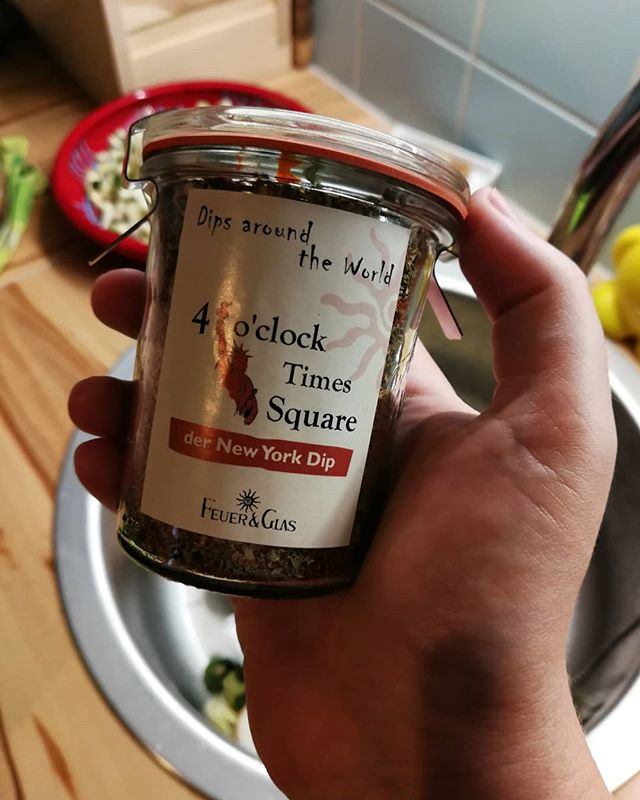 Dips around
the World
4 o'clock
Times
Square
der New York Dip
FEUER&GLAS